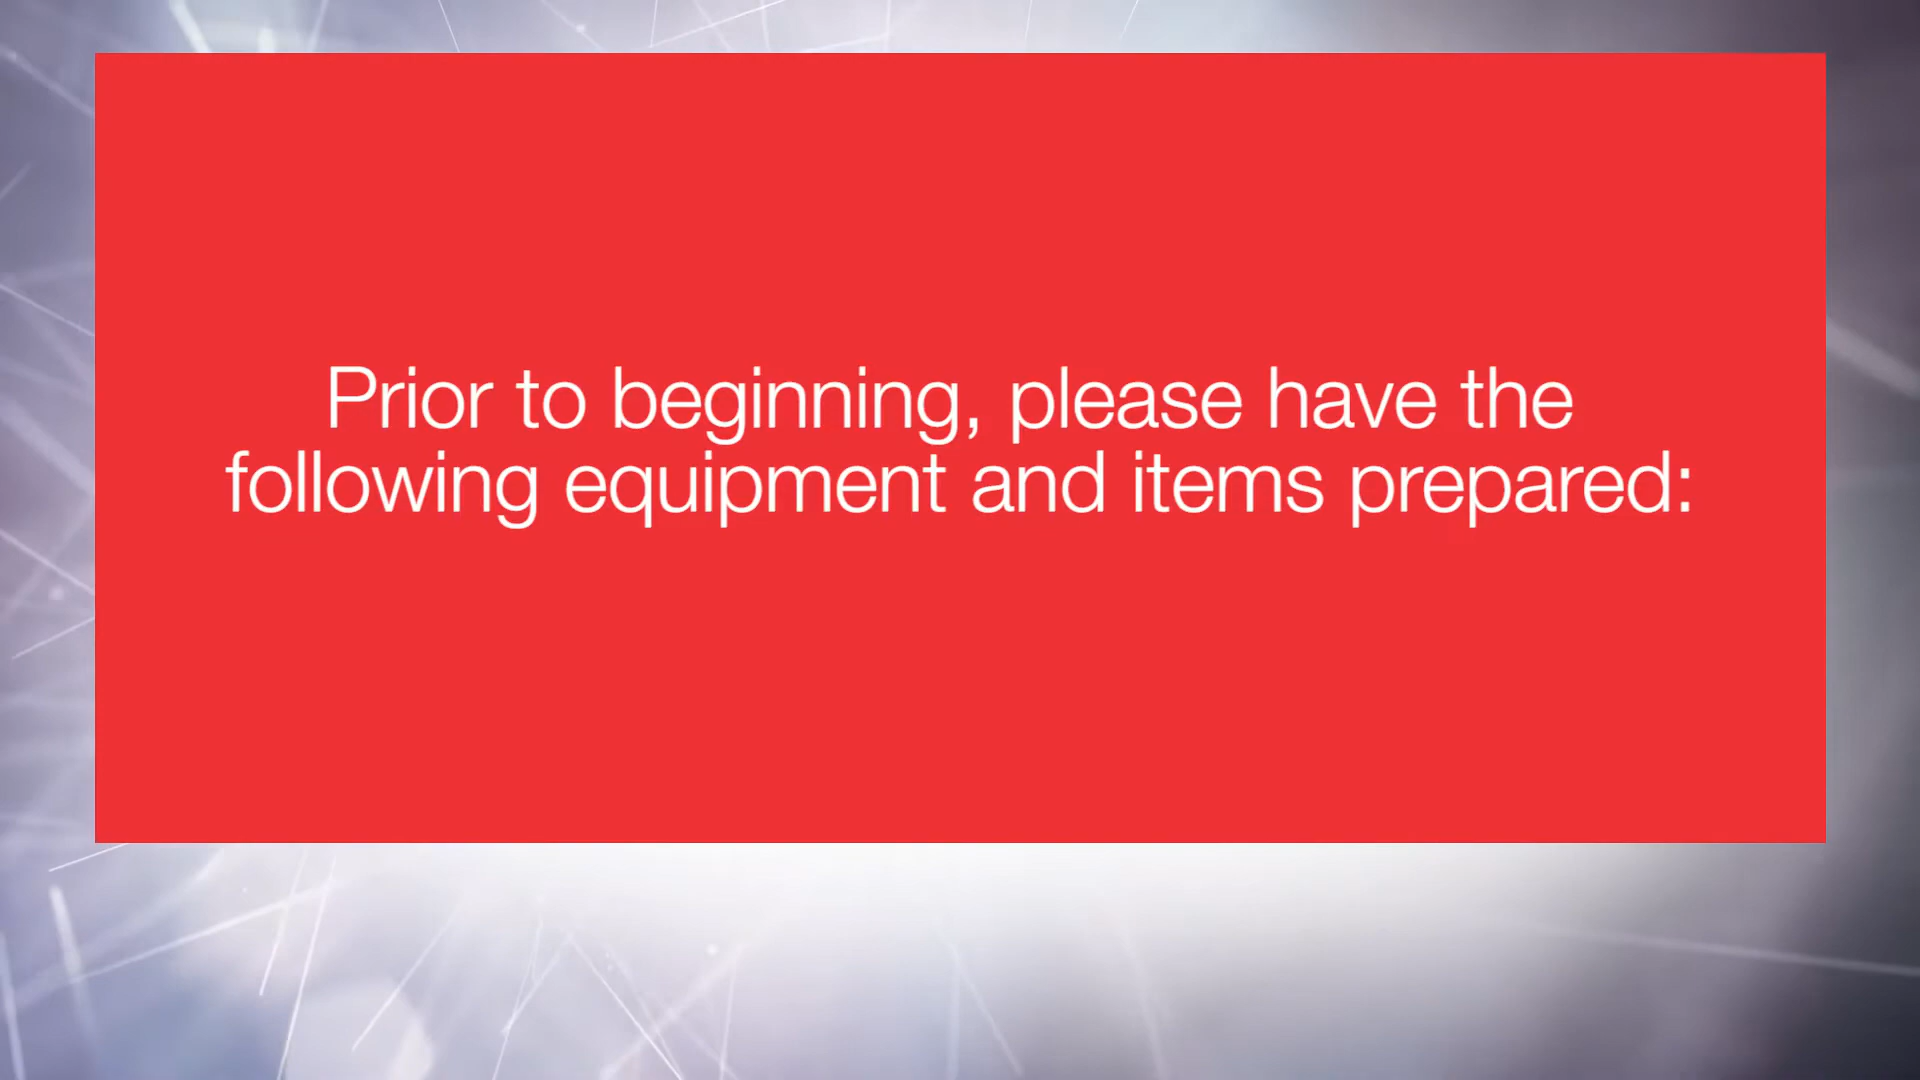 Prior to beginning, please have the
following equipment and items prepared: